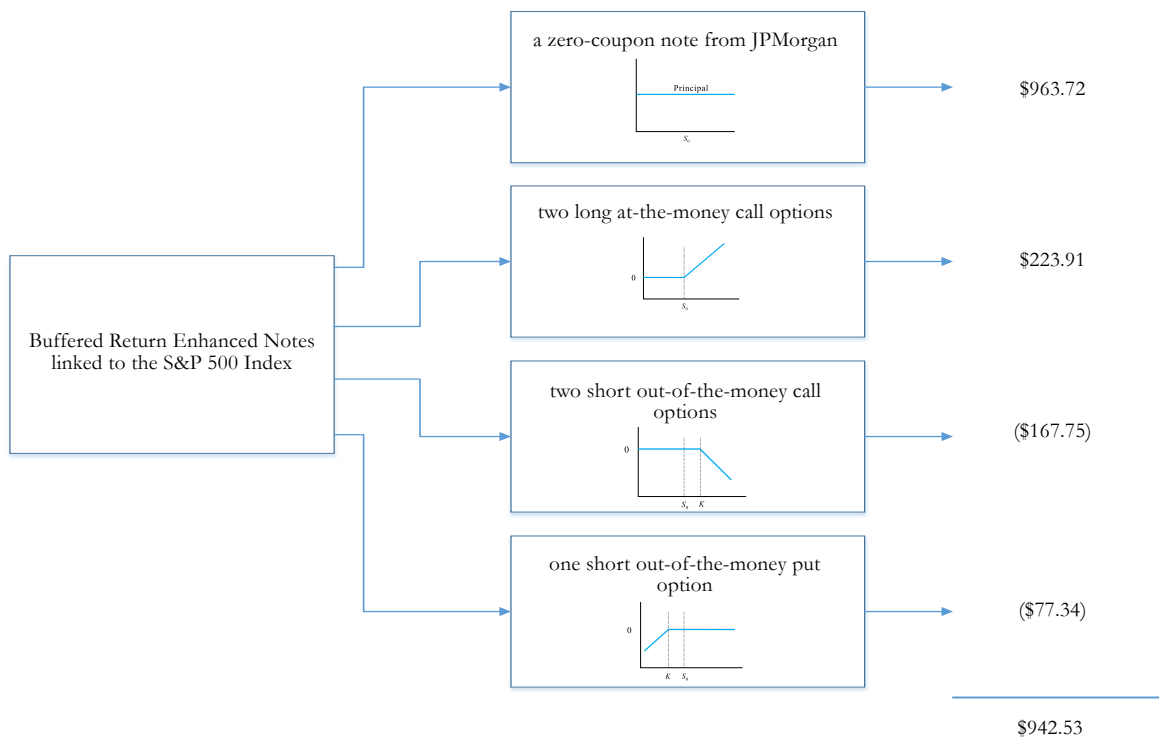 a zero-coupon note from JPMorgan
Principal
S₀
$963.72
two long at-the-money call options
0
S₀
$223.91
Buffered Return Enhanced Notes
linked to the S&P 500 Index
two short out-of-the-money call
options
0
S₀ K
($167.75)
one short out-of-the-money put
option
0
K S₀
($77.34)
$942.53